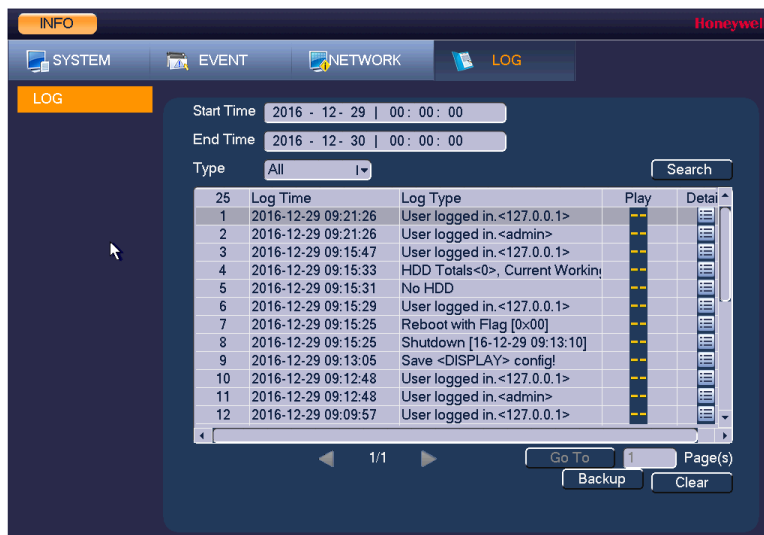 INFO
Honeywell
SYSTEM EVENT NETWORK LOG
LOG
Start Time 2016 - 12- 29 | 00 : 00 : 00
End Time 2016 - 12- 30 | 00 : 00 : 00
Type All Search
25 Log Time Log Type Play Detai
1 2016-12-29 09:21:26 User logged in.<127.0.0.1> --
2 2016-12-29 09:21:26 User logged in.<admin> --
3 2016-12-29 09:15:47 User logged in.<127.0.0.1> --
4 2016-12-29 09:15:33 HDD Totals<0>, Current Working --
5 2016-12-29 09:15:31 No HDD --
6 2016-12-29 09:15:29 User logged in.<127.0.0.1> --
7 2016-12-29 09:15:25 Reboot with Flag [0x00] --
8 2016-12-29 09:15:25 Shutdown [16-12-29 09:13:10] --
9 2016-12-29 09:13:05 Save <DISPLAY> config! --
10 2016-12-29 09:12:48 User logged in.<127.0.0.1> --
11 2016-12-29 09:12:48 User logged in.<admin> --
12 2016-12-29 09:09:57 User logged in.<127.0.0.1> --
1/1 Go To 1 Page(s)
Backup Clear